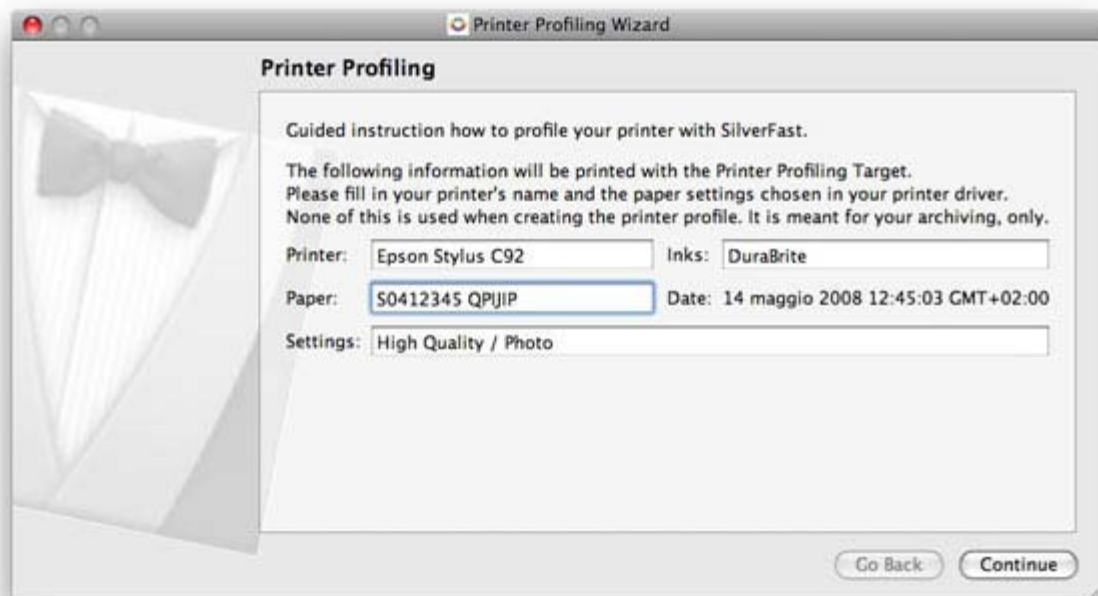 Printer Profiling Wizard
Printer Profiling
Guided instruction how to profile your printer with SilverFast.
The following information will be printed with the Printer Profiling Target.
Please fill in your printer's name and the paper settings chosen in your printer driver.
None of this is used when creating the printer profile. It is meant for your archiving, only.
Printer: Epson Stylus C92 Inks: DuraBrite
Paper: S0412345 QPIJIP Date: 14 maggio 2008 12:45:03 GMT+02:00
Settings: High Quality / Photo
Go Back Continue